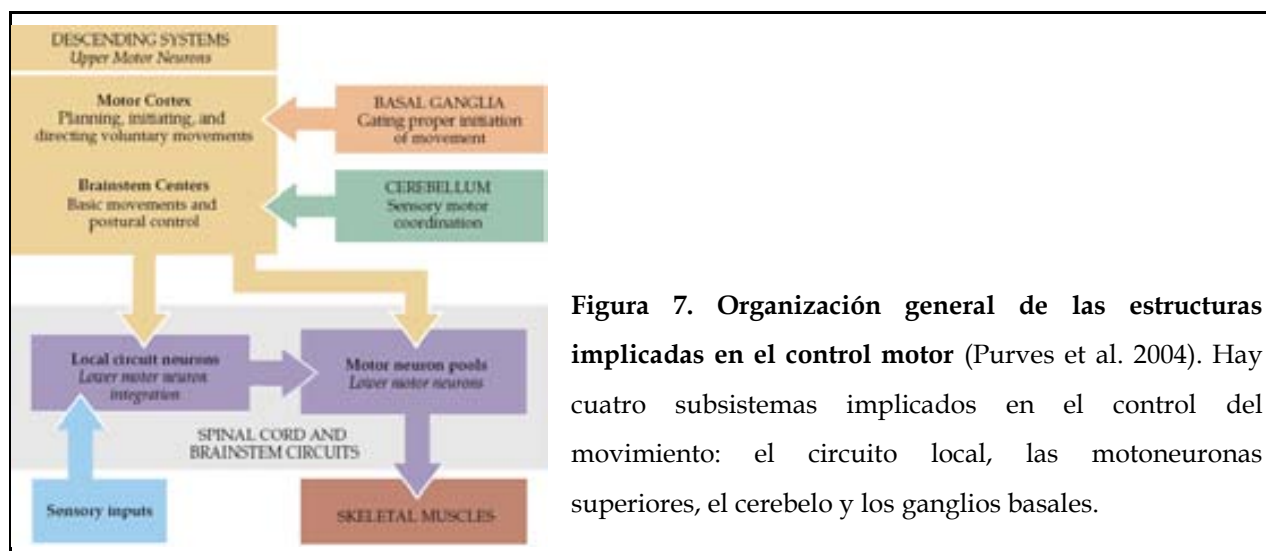 DESCENDING SYSTEMS
Upper Motor Neurons
Motor Cortex
Planning, initiating, and
directing voluntary movements
BASAL GANGLIA
Gating proper initiation
of movement
Brainstem Centers
Basic movements and
postural control
CEREBELLUM
Sensory motor
coordination
Local circuit neurons
Lower motor neuron
integration
Motor neuron pools
Lower motor neurons
SPINAL CORD AND
BRAINSTEM CIRCUITS
Sensory inputs
SKELETAL MUSCLES
Figura 7. Organización general de las estructuras
implicadas en el control motor (Purves et al. 2004). Hay
cuatro subsistemas implicados en el control del
movimiento: el circuito local, las motoneuronas
superiores, el cerebelo y los ganglios basales.